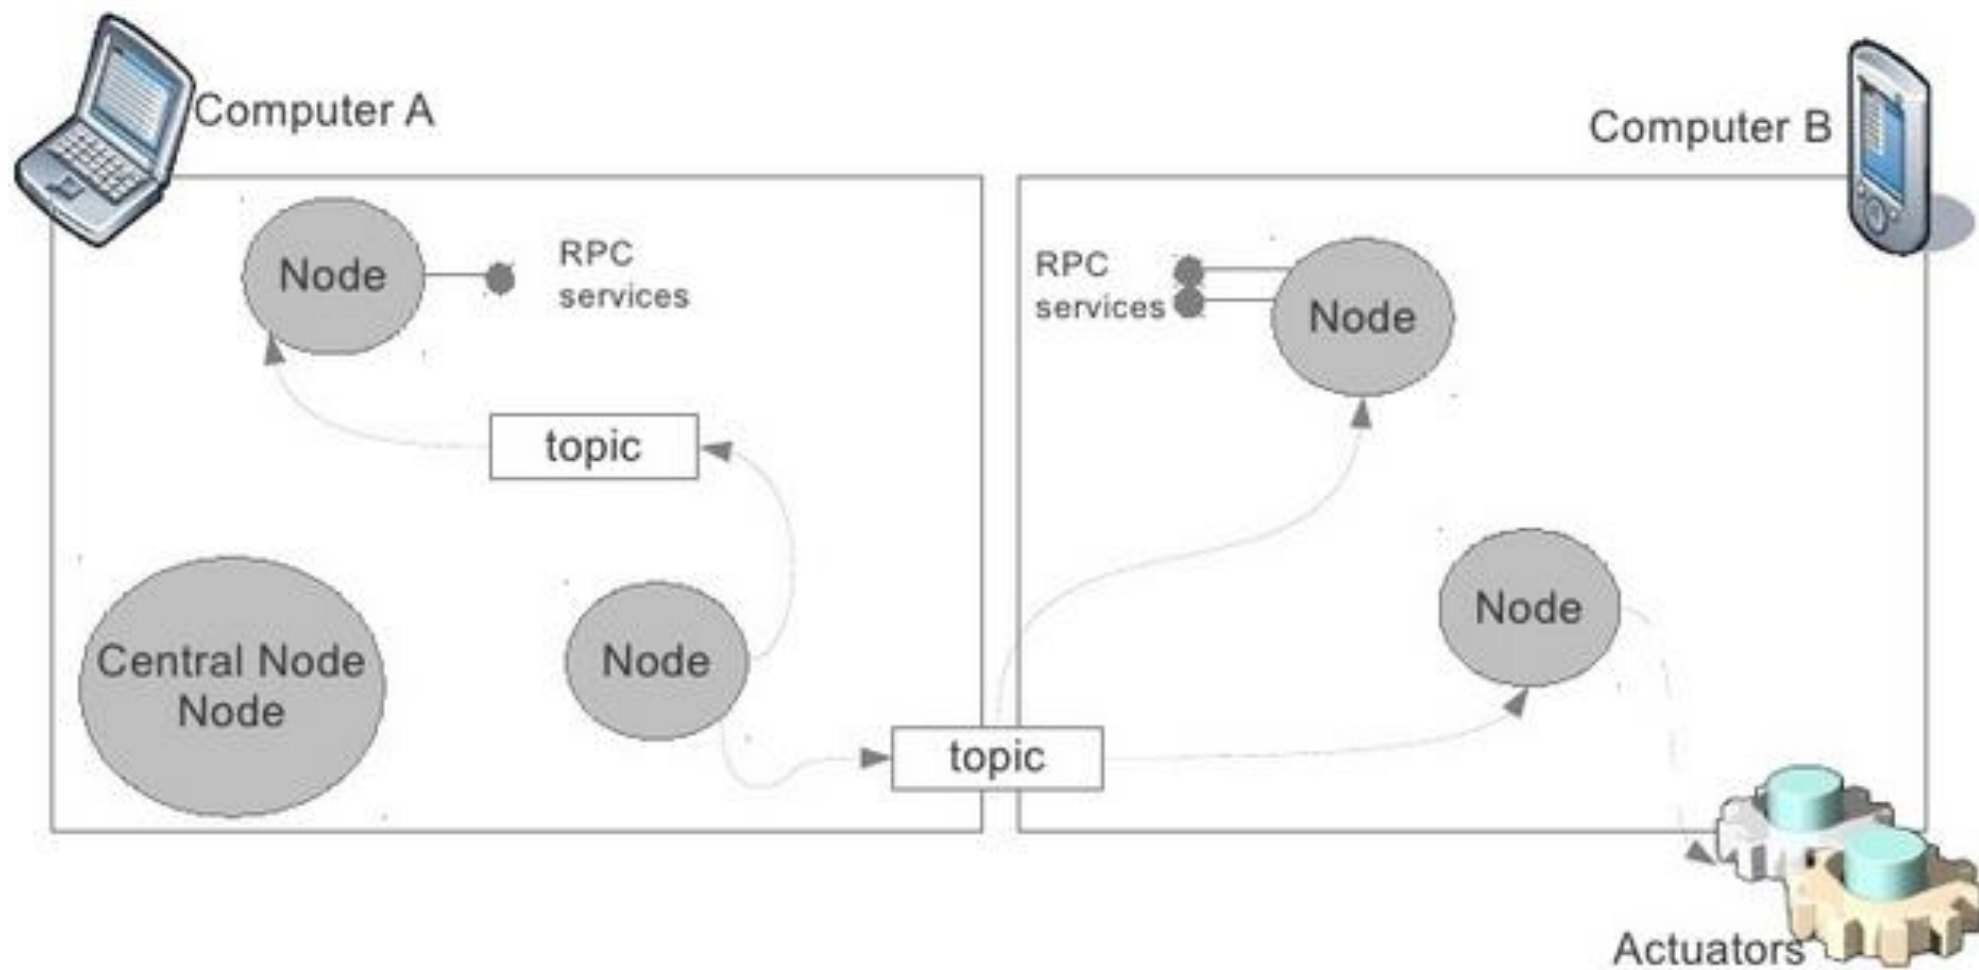 Computer A
Computer B
Node
RPC
services
RPC
services
Node
topic
Node
Central Node
Node
Node
topic
Actuators